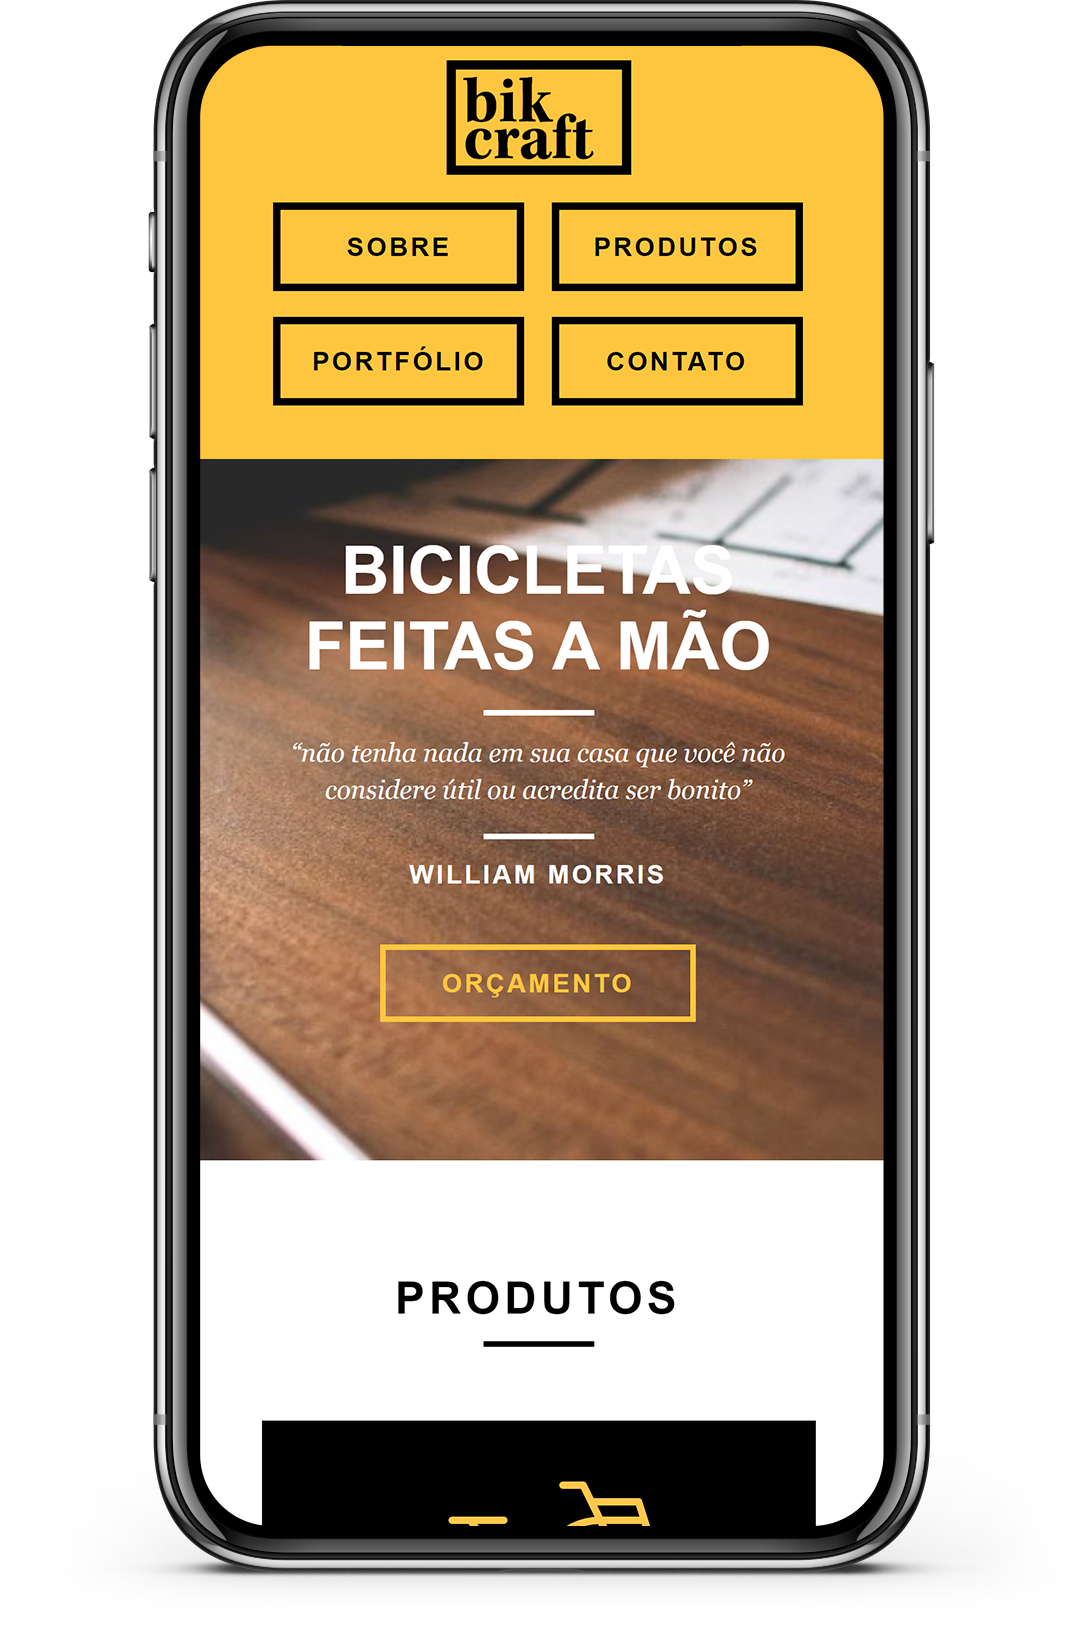 bik
craft
SOBRE
PRODUTOS
PORTFÓLIO
CONTATO
BICICLETAS
FEITAS A MÃO
“não tenha nada em sua casa que você não
considere útil ou acredita ser bonito”
WILLIAM MORRIS
ORÇAMENTO
PRODUTOS